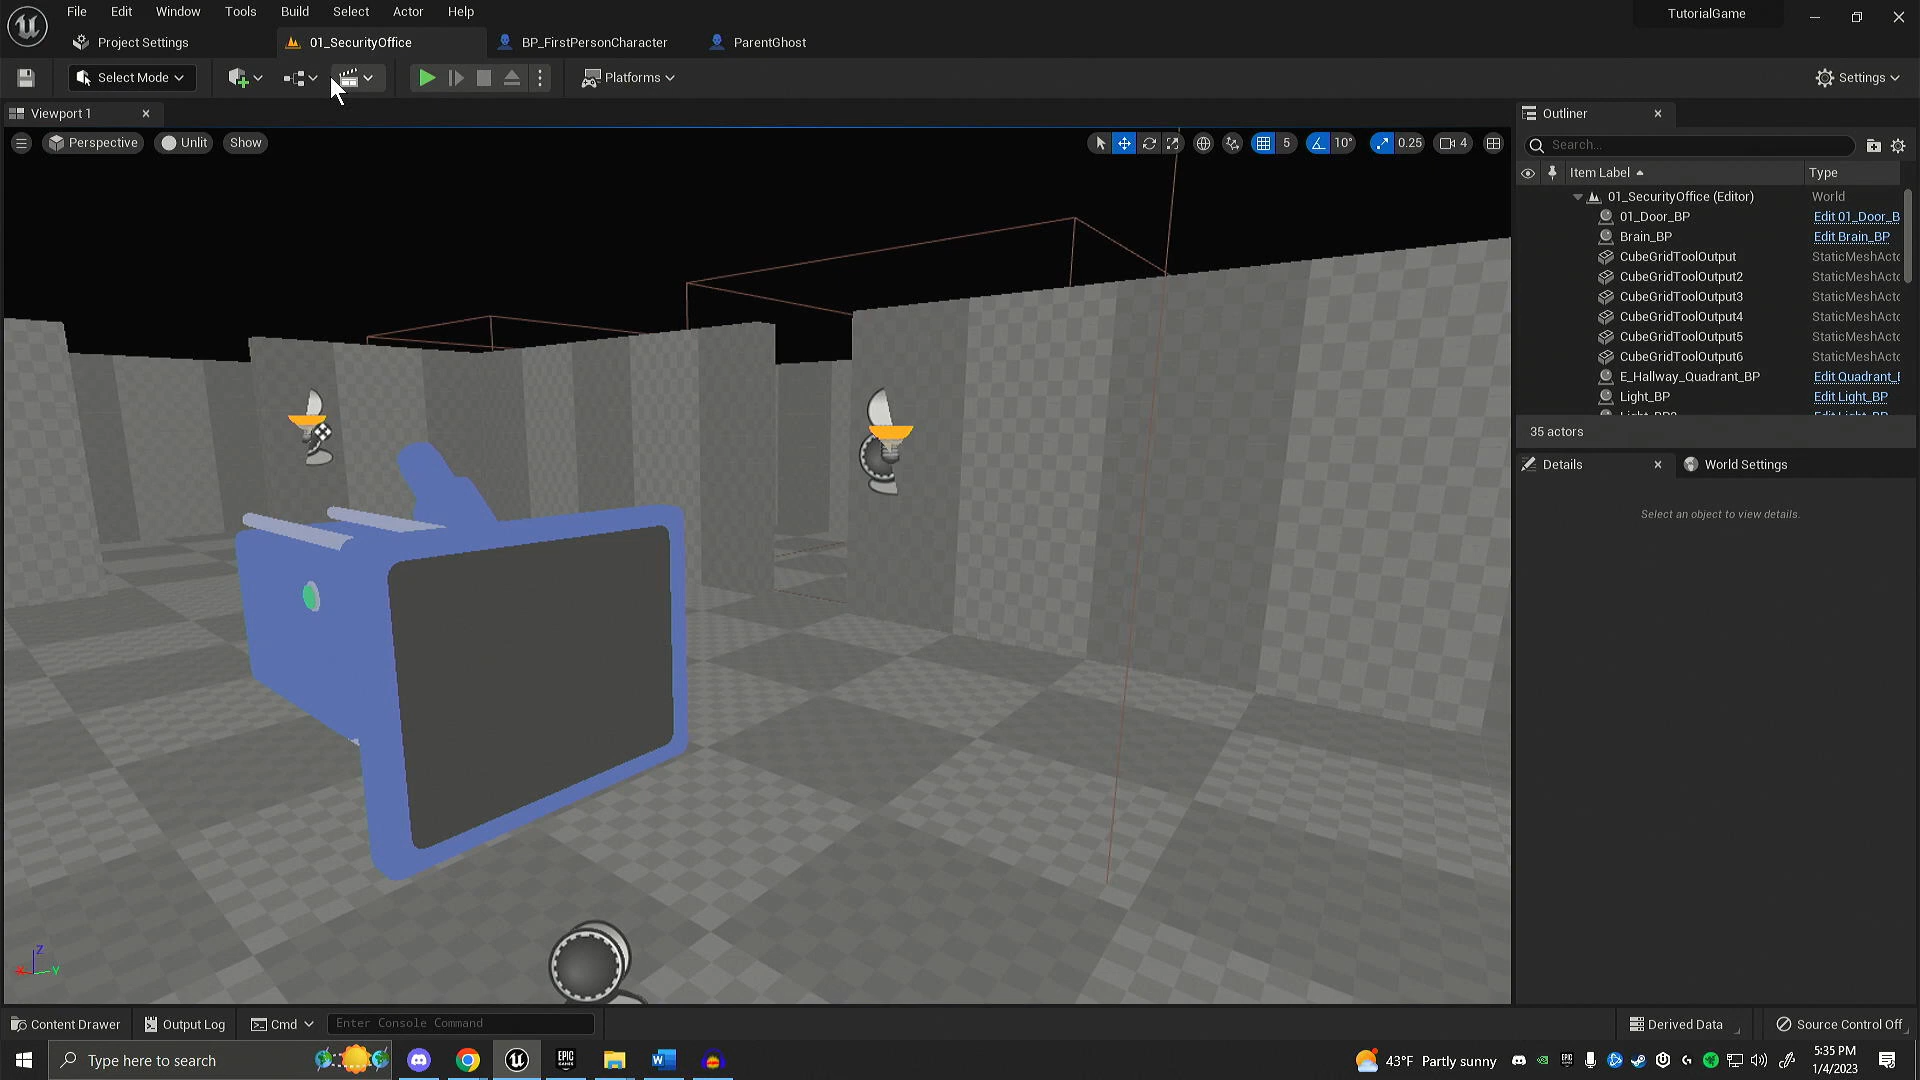 File Edit Window Tools Build Select Actor Help
TutorialGame
Project Settings 01_SecurityOffice BP_FirstPersonCharacter ParentGhost
Select Mode Platforms Settings
Viewport 1 Outliner
Perspective Unlit Show 5 10° 0.25 4
Search...
Item Label Type
01_SecurityOffice (Editor) World
01_Door_BP Edit 01_Door_B
Brain_BP Edit Brain_BP
CubeGridToolOutput StaticMeshActo
CubeGridToolOutput2 StaticMeshActo
CubeGridToolOutput3 StaticMeshActo
CubeGridToolOutput4 StaticMeshActo
CubeGridToolOutput5 StaticMeshActo
CubeGridToolOutput6 StaticMeshActo
E_Hallway_Quadrant_BP Edit Quadrant_B
Light_BP Edit Light_BP
35 actors
Details World Settings
Select an object to view details.
Z
X Y
Content Drawer Output Log Cmd Enter Console Command Derived Data Source Control Off
Type here to search EPIC GAMES W 43°F Partly sunny 5:35 PM
1/4/2023